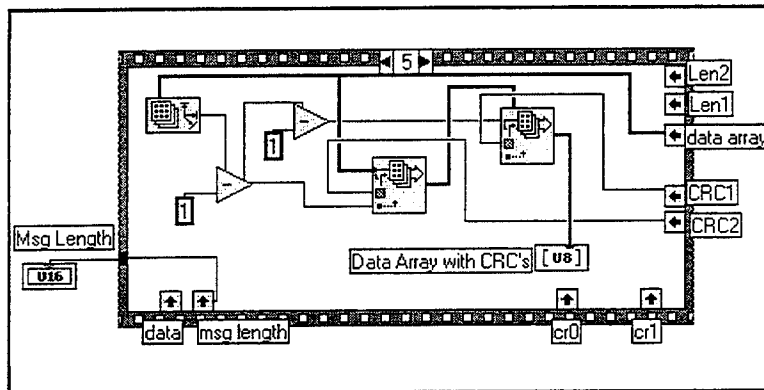 5
Len2
Len1
data array
1
1
CRC1
CRC2
Msg Length
U16
Data Array with CRC's
[U8]
data
msg length
cr0
cr1